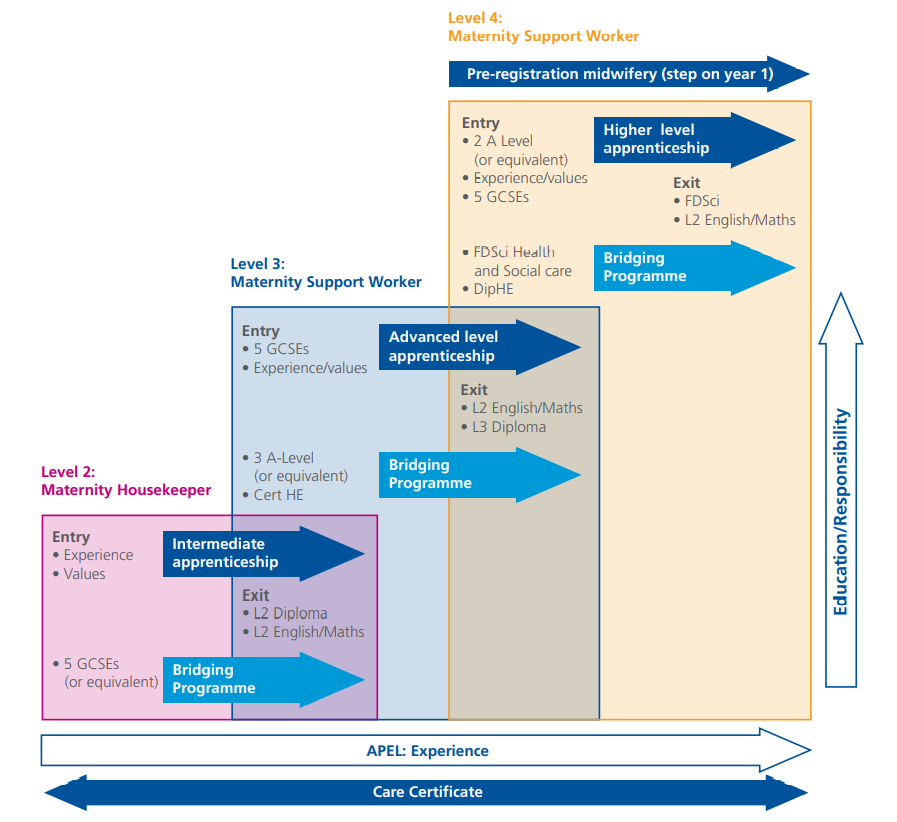 Level 4:
Maternity Support Worker
Pre-registration midwifery (step on year 1)
Entry
• 2 A Level
(or equivalent)
• Experience/values
• 5 GCSEs
Higher level
apprenticeship
Exit
• FDSci
• L2 English/Maths
• FDSci Health
and Social care
• DipHE
Bridging
Programme
Level 3:
Maternity Support Worker
Entry
• 5 GCSEs
• Experience/values
Advanced level
apprenticeship
Exit
• L2 English/Maths
• L3 Diploma
• 3 A-Level
(or equivalent)
• Cert HE
Bridging
Programme
Level 2:
Maternity Housekeeper
Entry
• Experience
• Values
Intermediate
apprenticeship
Exit
• L2 Diploma
• L2 English/Maths
• 5 GCSEs
(or equivalent)
Bridging
Programme
Education/Responsibility
APEL: Experience
Care Certificate